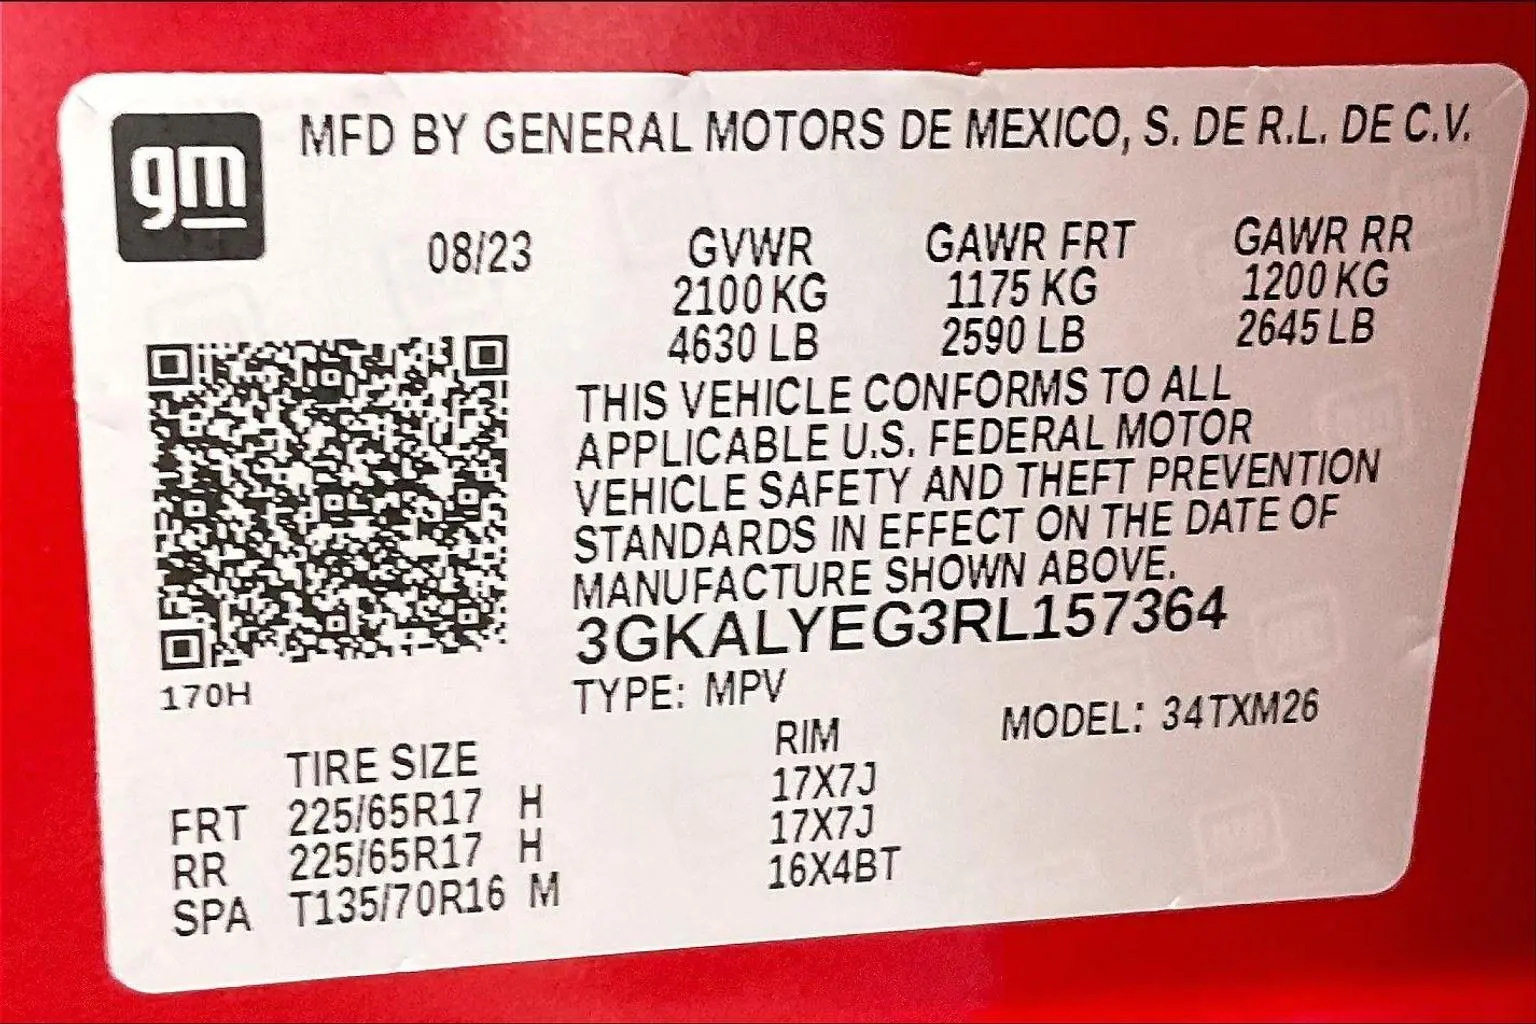 gm
MFD BY GENERAL MOTORS DE MEXICO, S. DE R.L. DE C.V.
08/23 GVWR GAWR FRT GAWR RR
2100 KG 1175 KG 1200 KG
4630 LB 2590 LB 2645 LB
THIS VEHICLE CONFORMS TO ALL
APPLICABLE U.S. FEDERAL MOTOR
VEHICLE SAFETY AND THEFT PREVENTION
STANDARDS IN EFFECT ON THE DATE OF
MANUFACTURE SHOWN ABOVE.
3GKALYEG3RL157364
170H
TYPE: MPV MODEL: 34TXM26
TIRE SIZE RIM
FRT 225/65R17 H 17X7J
RR 225/65R17 H 17X7J
SPA T135/70R16 M 16X4BT